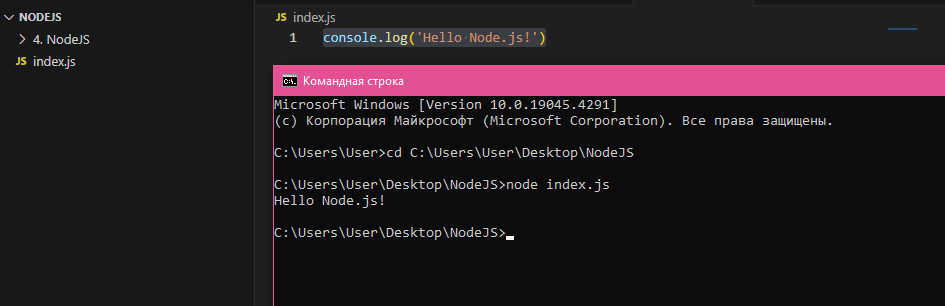 NODEJS
4. NodeJS
JS index.js
JS index.js
1 console.log('Hello Node.js!')
C:\. Командная строка
Microsoft Windows [Version 10.0.19045.4291]
(c) Корпорация Майкрософт (Microsoft Corporation). Все права защищены.
C:\Users\User>cd C:\Users\User\Desktop\NodeJS
C:\Users\User\Desktop\NodeJS>node index.js
Hello Node.js!
C:\Users\User\Desktop\NodeJS>